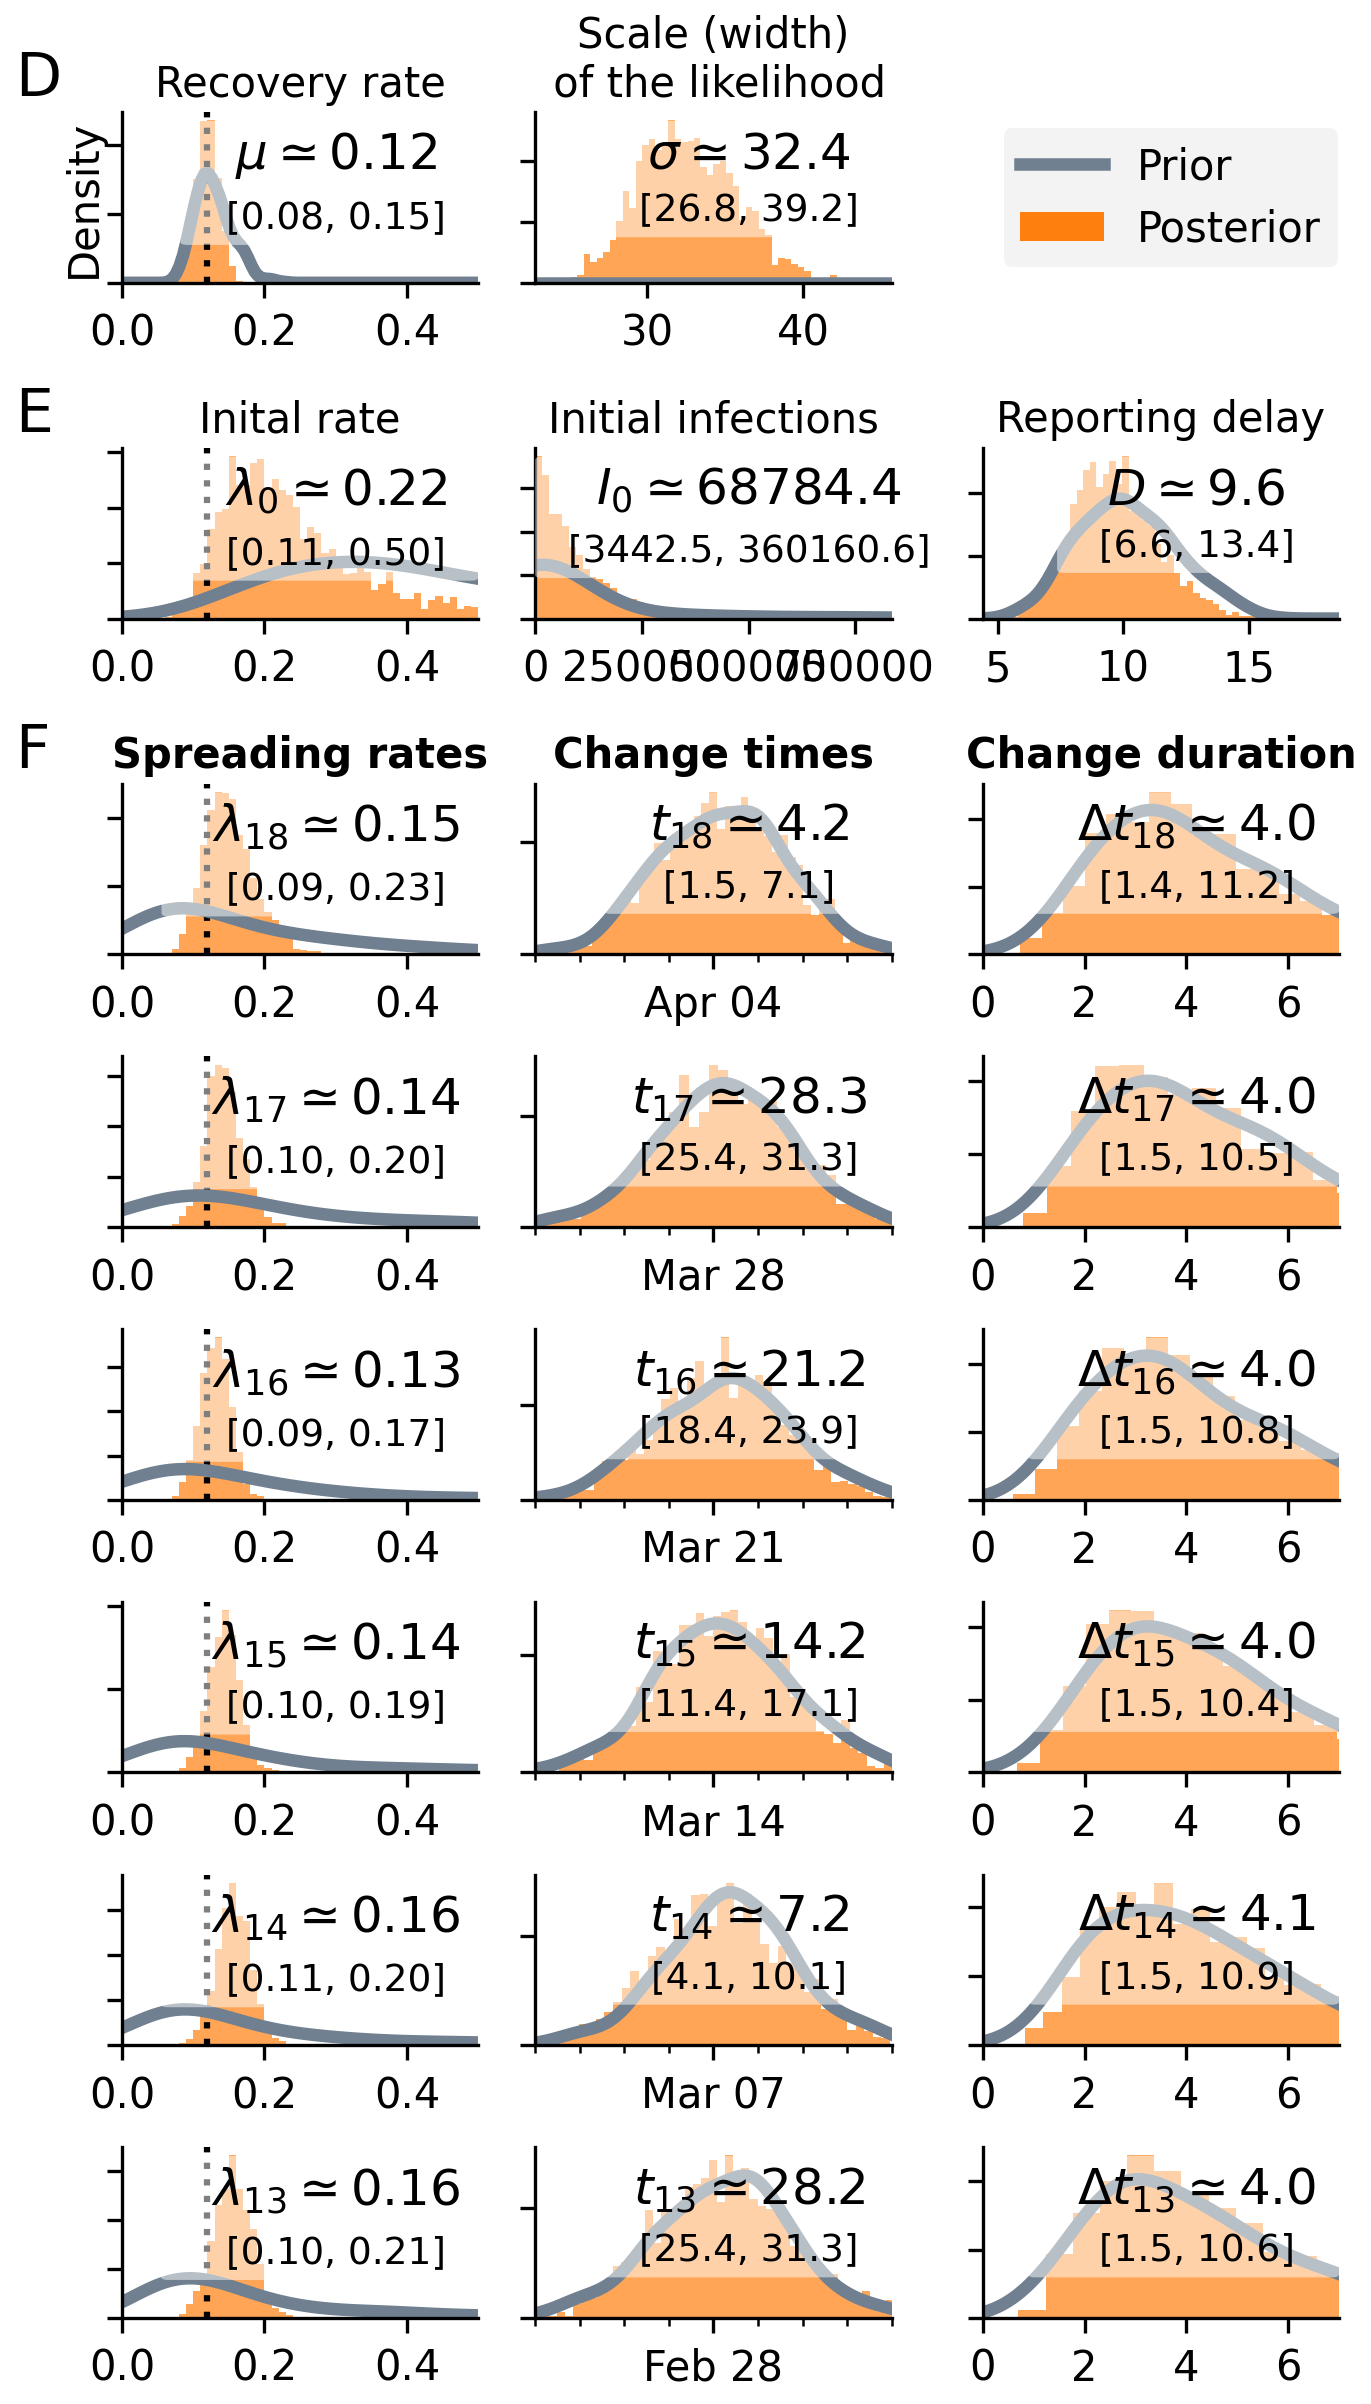 D
Recovery rate
Scale (width)
of the likelihood
Density
μ ≃ 0.12
[0.08, 0.15]
0.0 0.2 0.4
σ ≃ 32.4
[26.8, 39.2]
30 40
Prior
Posterior
E
Inital rate
Initial infections
Reporting delay
λ0 ≃ 0.22
[0.11, 0.50]
0.0 0.2 0.4
I0 ≃ 68784.4
[3442.5, 360160.6]
0 250000 500000 750000
D ≃ 9.6
[6.6, 13.4]
5 10 15
F
Spreading rates
Change times
Change duration
λ18 ≃ 0.15
[0.09, 0.23]
0.0 0.2 0.4
t18 ≃ 4.2
[1.5, 7.1]
Apr 04
Δt18 ≃ 4.0
[1.4, 11.2]
0 2 4 6
λ17 ≃ 0.14
[0.10, 0.20]
0.0 0.2 0.4
t17 ≃ 28.3
[25.4, 31.3]
Mar 28
Δt17 ≃ 4.0
[1.5, 10.5]
0 2 4 6
λ16 ≃ 0.13
[0.09, 0.17]
0.0 0.2 0.4
t16 ≃ 21.2
[18.4, 23.9]
Mar 21
Δt16 ≃ 4.0
[1.5, 10.8]
0 2 4 6
λ15 ≃ 0.14
[0.10, 0.19]
0.0 0.2 0.4
t15 ≃ 14.2
[11.4, 17.1]
Mar 14
Δt15 ≃ 4.0
[1.5, 10.4]
0 2 4 6
λ14 ≃ 0.16
[0.11, 0.20]
0.0 0.2 0.4
t14 ≃ 7.2
[4.1, 10.1]
Mar 07
Δt14 ≃ 4.1
[1.5, 10.9]
0 2 4 6
λ13 ≃ 0.16
[0.10, 0.21]
0.0 0.2 0.4
t13 ≃ 28.2
[25.4, 31.3]
Feb 28
Δt13 ≃ 4.0
[1.5, 10.6]
0 2 4 6